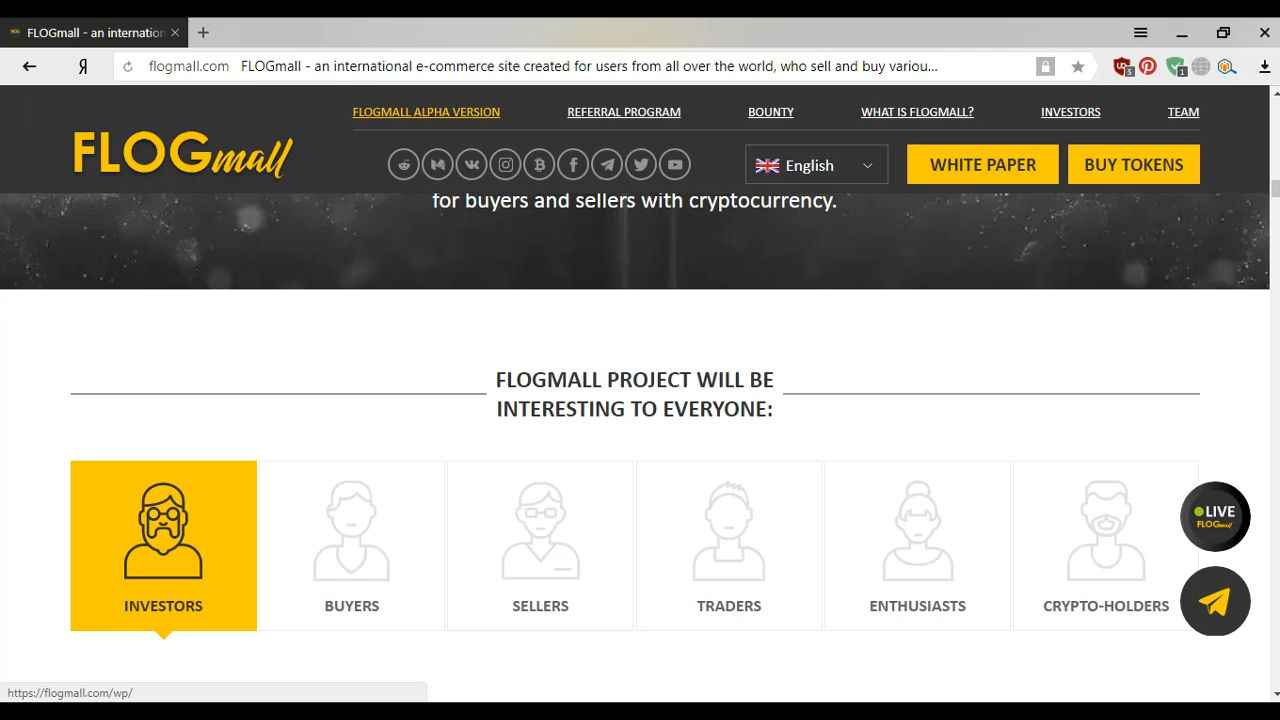 FLOGmall - an internation
Я
flogmall.com FLOGmall - an international e-commerce site created for users from all over the world, who sell and buy variou...
5
1
FLOGMALL ALPHA VERSION
REFERRAL PROGRAM
BOUNTY
WHAT IS FLOGMALL?
INVESTORS
TEAM
FLOGmall
English
WHITE PAPER
BUY TOKENS
for buyers and sellers with cryptocurrency.
FLOGMALL PROJECT WILL BE
INTERESTING TO EVERYONE:
LIVE
FLOGmall
INVESTORS
BUYERS
SELLERS
TRADERS
ENTHUSIASTS
CRYPTO-HOLDERS
https://flogmall.com/wp/